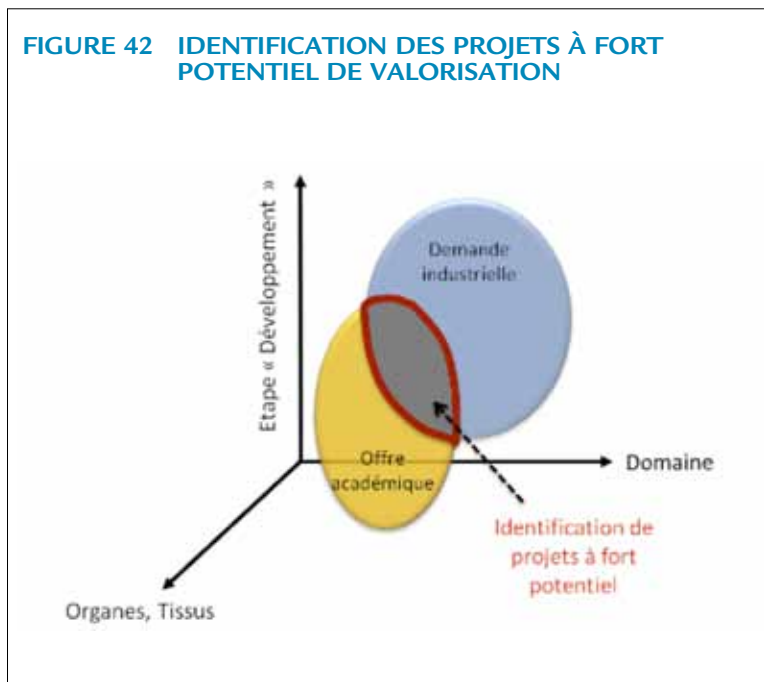 FIGURE 42 IDENTIFICATION DES PROJETS À FORT
POTENTIEL DE VALORISATION
Etape « Développement »
Demande
industrielle
Offre
académique
Domaine
Identification de
projets à fort
potentiel
Organes, Tissus